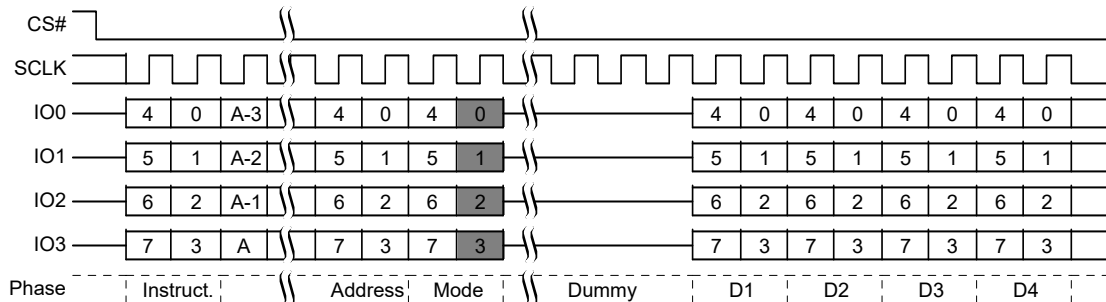 CS#
SCLK
IO0 4 0 A-3 4 0 4 0 4 0 4 0 4 0 4 0
IO1 5 1 A-2 5 1 5 1 5 1 5 1 5 1 5 1
IO2 6 2 A-1 6 2 6 2 6 2 6 2 6 2 6 2
IO3 7 3 A 7 3 7 3 7 3 7 3 7 3 7 3
Phase Instruct. Address Mode Dummy D1 D2 D3 D4